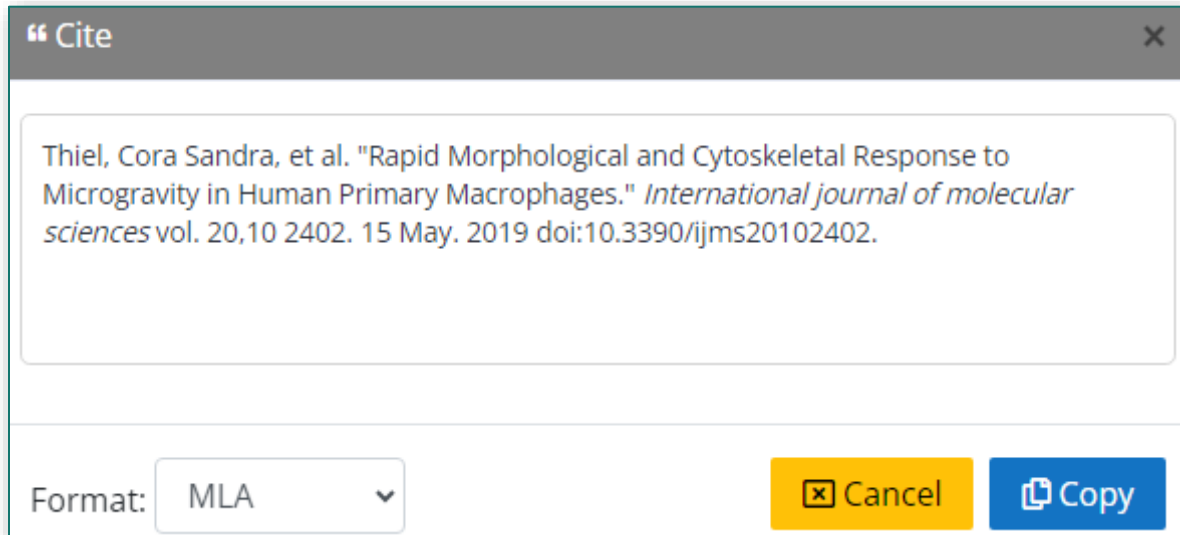 ❝ Cite ×
Thiel, Cora Sandra, et al. "Rapid Morphological and Cytoskeletal Response to
Microgravity in Human Primary Macrophages." International journal of molecular
sciences vol. 20,10 2402. 15 May. 2019 doi:10.3390/ijms20102402.
Format: MLA Cancel Copy